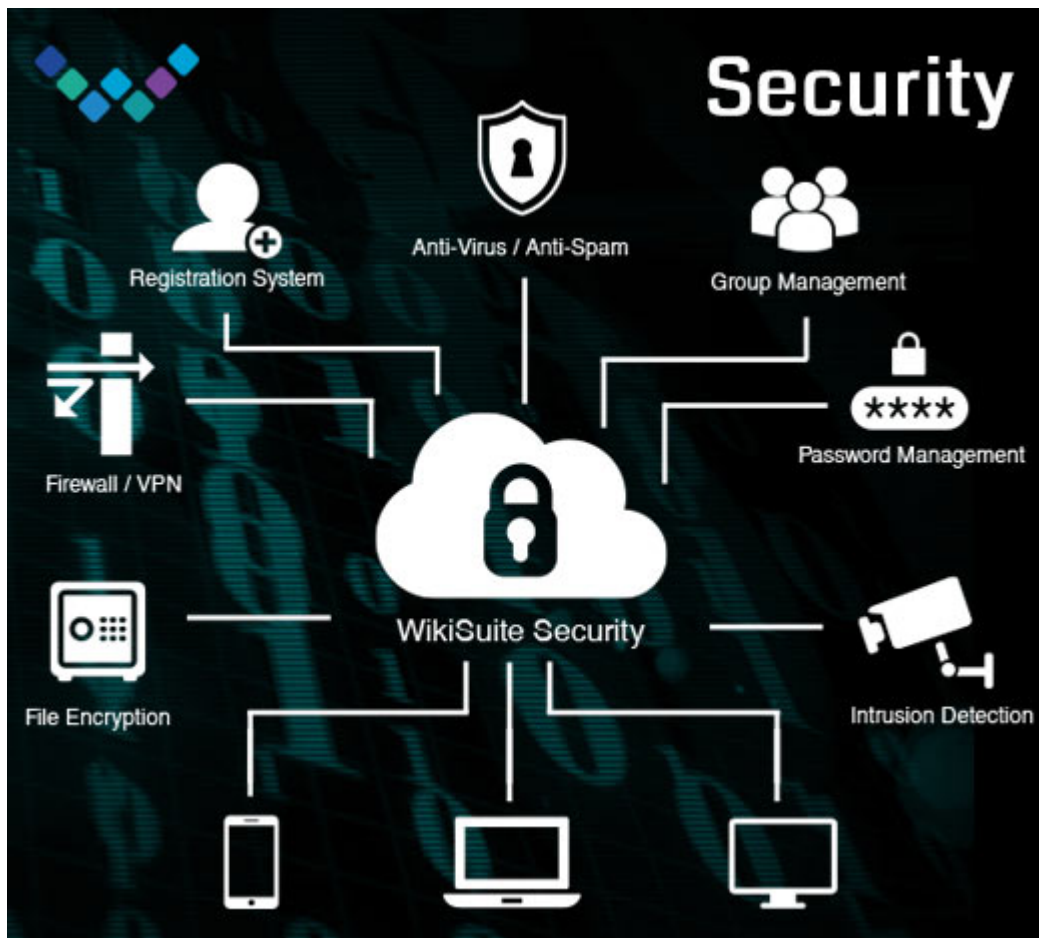 Security
Anti-Virus / Anti-Spam
Registration System
Group Management
****
Password Management
Firewall / VPN
WikiSuite Security
File Encryption
Intrusion Detection